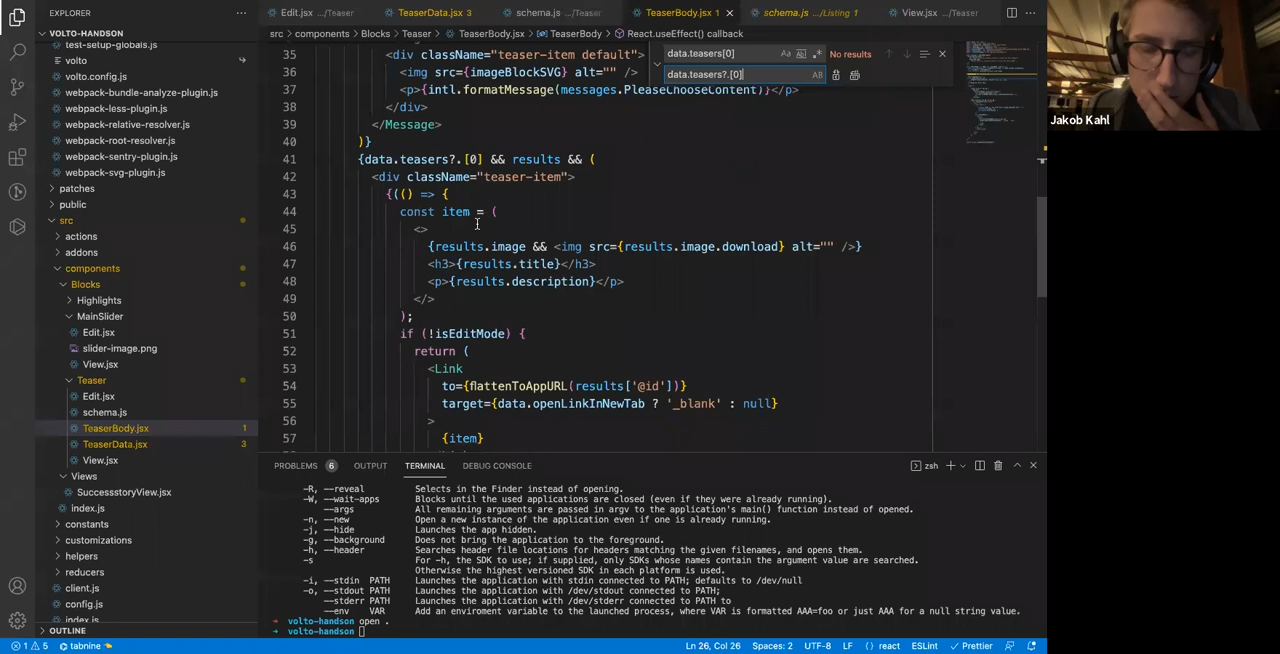 EXPLORER
...
Edit.jsx .../Teaser
TeaserData.jsx 3
schema.js .../Teaser
TeaserBody.jsx 1
schema.js .../Listing 1
View.jsx .../Teaser
VOLTO-HANDSON
test-setup-globals.js
volto
volto.config.js
webpack-bundle-analyze-plugin.js
webpack-less-plugin.js
webpack-relative-resolver.js
webpack-root-resolver.js
webpack-sentry-plugin.js
webpack-svg-plugin.js
patches
public
src
actions
addons
components
Blocks
Highlights
MainSlider
Edit.jsx
slider-image.png
View.jsx
Teaser
Edit.jsx
schema.js
TeaserBody.jsx 1
TeaserData.jsx 3
View.jsx
Views
SuccessstoryView.jsx
index.js
constants
customizations
helpers
reducers
client.js
config.js
index.js
OUTLINE
src > components > Blocks > Teaser > TeaserBody.jsx > TeaserBody > React.useEffect() callback
data.teasers[0] Aa ab .* No results
data.teasers?.[0] AB
35 <div className="teaser-item default">
36 <img src={imageBlockSVG} alt="" />
37 <p>{intl.formatMessage(messages.PleaseChooseContent)}</p>
38 </div>
39 </Message>
40 )}
41 {data.teasers?.[0] && results && (
42 <div className="teaser-item">
43 {(() => {
44 const item = (
45 <>
46 {results.image && <img src={results.image.download} alt="" />}
47 <h3>{results.title}</h3>
48 <p>{results.description}</p>
49 </>
50 );
51 if (!isEditMode) {
52 return (
53 <Link
54 to={flattenToAppURL(results['@id'])}
55 target={data.openLinkInNewTab ? '_blank' : null}
56 >
57 {item}
PROBLEMS 6 OUTPUT TERMINAL DEBUG CONSOLE zsh
-R, --reveal Selects in the Finder instead of opening.
-W, --wait-apps Blocks until the used applications are closed (even if they were already running).
--args All remaining arguments are passed in argv to the application's main() function instead of opened.
-n, --new Open a new instance of the application even if one is already running.
-j, --hide Launches the app hidden.
-g, --background Does not bring the application to the foreground.
-h, --header Searches header file locations for headers matching the given filenames, and opens them.
-s For -h, the SDK to use; if supplied, only SDKs whose names contain the argument value are searched.
Otherwise the highest versioned SDK in each platform is used.
-i, --stdin PATH Launches the application with stdin connected to PATH; defaults to /dev/null
-o, --stdout PATH Launches the application with /dev/stdout connected to PATH;
--stderr PATH Launches the application with /dev/stderr connected to PATH to
--env VAR Add an enviroment variable to the launched process, where VAR is formatted AAA=foo or just AAA for a null string value.
volto-handson open .
volto-handson
1 5 tabnine Ln 26, Col 26 Spaces: 2 UTF-8 LF react ESLint Prettier
Jakob Kahl